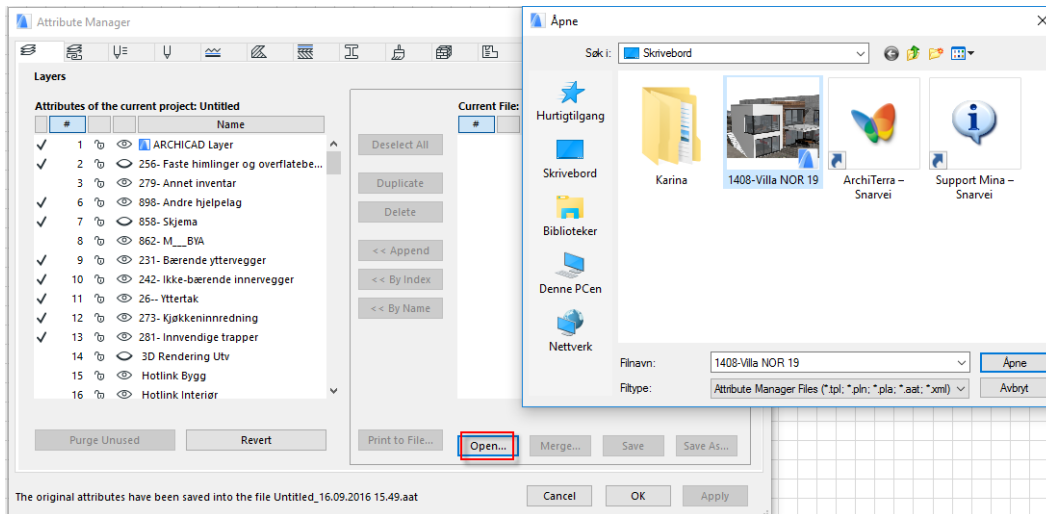 Attribute Manager
Layers
Attributes of the current project: Untitled
# Name
1 ARCHICAD Layer
2 256- Faste himlinger og overflatebe...
3 279- Annet inventar
6 898- Andre hjelpelag
7 858- Skjema
8 862- M___BYA
9 231- Bærende yttervegger
10 242- Ikke-bærende innervegger
11 26-- Yttertak
12 273- Kjøkkeninnredning
13 281- Innvendige trapper
14 3D Rendering Utv
15 Hotlink Bygg
16 Hotlink Interiør
Purge Unused
Revert
Deselect All
Duplicate
Delete
<< Append
<< By Index
<< By Name
Current File:
#
Print to File...
Open...
Merge...
Save
Save As...
The original attributes have been saved into the file Untitled_16.09.2016 15.49.aat
Cancel
OK
Apply
Åpne
Søk i:
Skrivebord
Hurtigtilgang
Skrivebord
Biblioteker
Denne PCen
Nettverk
Karina
1408-Villa NOR 19
ArchiTerra –
Snarvei
Support Mina –
Snarvei
Filnavn:
1408-Villa NOR 19
Åpne
Filtype:
Attribute Manager Files (*.tpl; *.pln; *.pla; *.aat; *.xml)
Avbryt